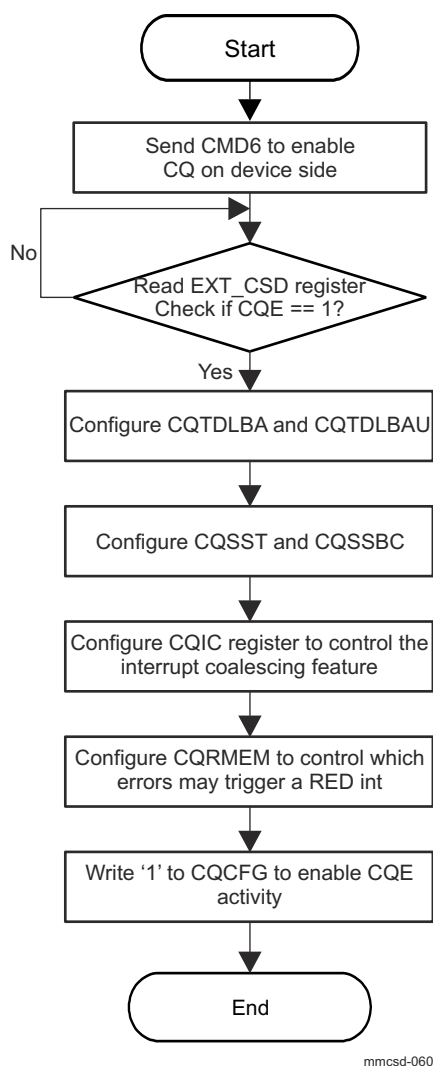 Start
Send CMD6 to enable
CQ on device side
No
Read EXT_CSD register
Check if CQE == 1?
Yes
Configure CQTDLBA and CQTDLBAU
Configure CQSST and CQSSBC
Configure CQIC register to control the
interrupt coalescing feature
Configure CQRMEM to control which
errors may trigger a RED int
Write ‘1’ to CQCFG to enable CQE
activity
End
mmcsd-060